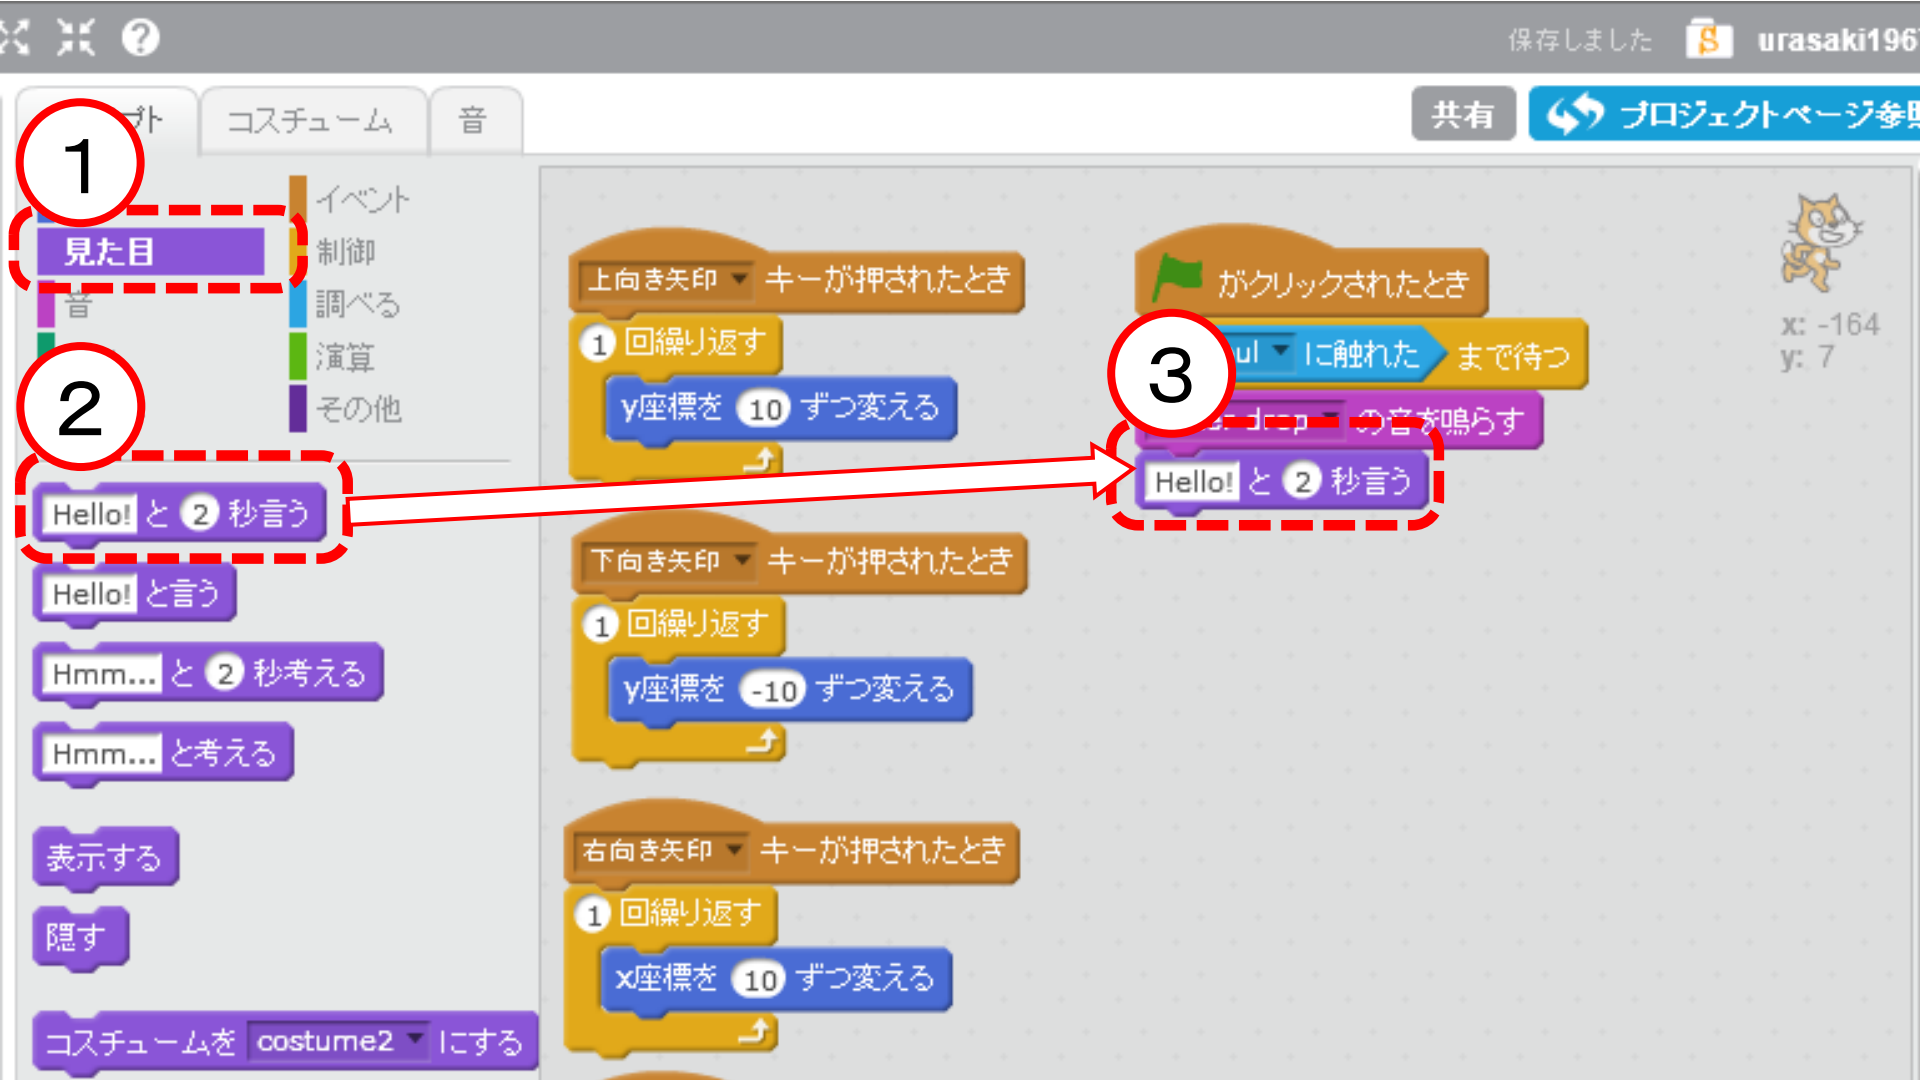 保存しました
urasaki196
コスチューム
音
共有
プロジェクトページ参照
1
イベント
見た目
制御
音
調べる
演算
2
その他
Hello! と 2 秒言う
Hello! と言う
Hmm... と 2 秒考える
Hmm... と考える
表示する
隠す
コスチュームを costume2 にする
上向き矢印 キーが押されたとき
1 回繰り返す
y座標を 10 ずつ変える
下向き矢印 キーが押されたとき
1 回繰り返す
y座標を -10 ずつ変える
右向き矢印 キーが押されたとき
1 回繰り返す
x座標を 10 ずつ変える
がクリックされたとき
3
に触れた まで待つ
drop の音を鳴らす
Hello! と 2 秒言う
x: -164
y: 7